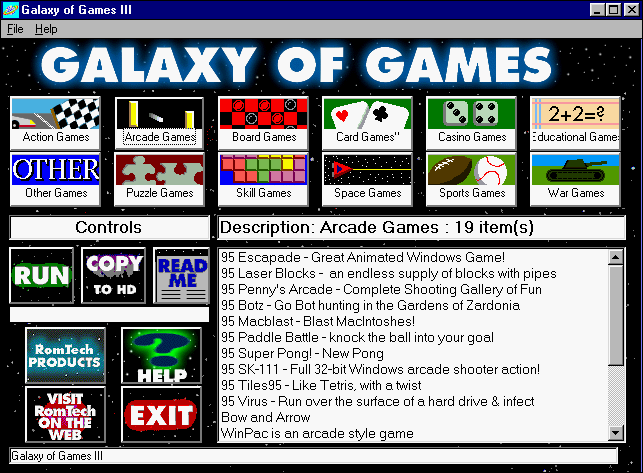 Galaxy of Games III
File Help
GALAXY OF GAMES
2+2=?
Action Games
Arcade Games
Board Games
Card Games"
Casino Games
Educational Games
OTHER
Other Games
Puzzle Games
Skill Games
Space Games
Sports Games
War Games
Controls
Description: Arcade Games : 19 item(s)
RUN
COPY
TO HD
READ
ME
95 Escapade - Great Animated Windows Game!
95 Laser Blocks - an endless supply of blocks with pipes
95 Penny's Arcade - Complete Shooting Gallery of Fun
95 Botz - Go Bot hunting in the Gardens of Zardonia
95 Macblast - Blast MacIntoshes!
95 Paddle Battle - knock the ball into your goal
95 Super Pong! - New Pong
95 SK-111 - Full 32-bit Windows arcade shooter action!
95 Tiles95 - Like Tetris, with a twist
95 Virus - Run over the surface of a hard drive & infect
Bow and Arrow
WinPac is an arcade style game
RomTech
PRODUCTS
HELP
VISIT
RomTech
ON THE
WEB
EXIT
Galaxy of Games III